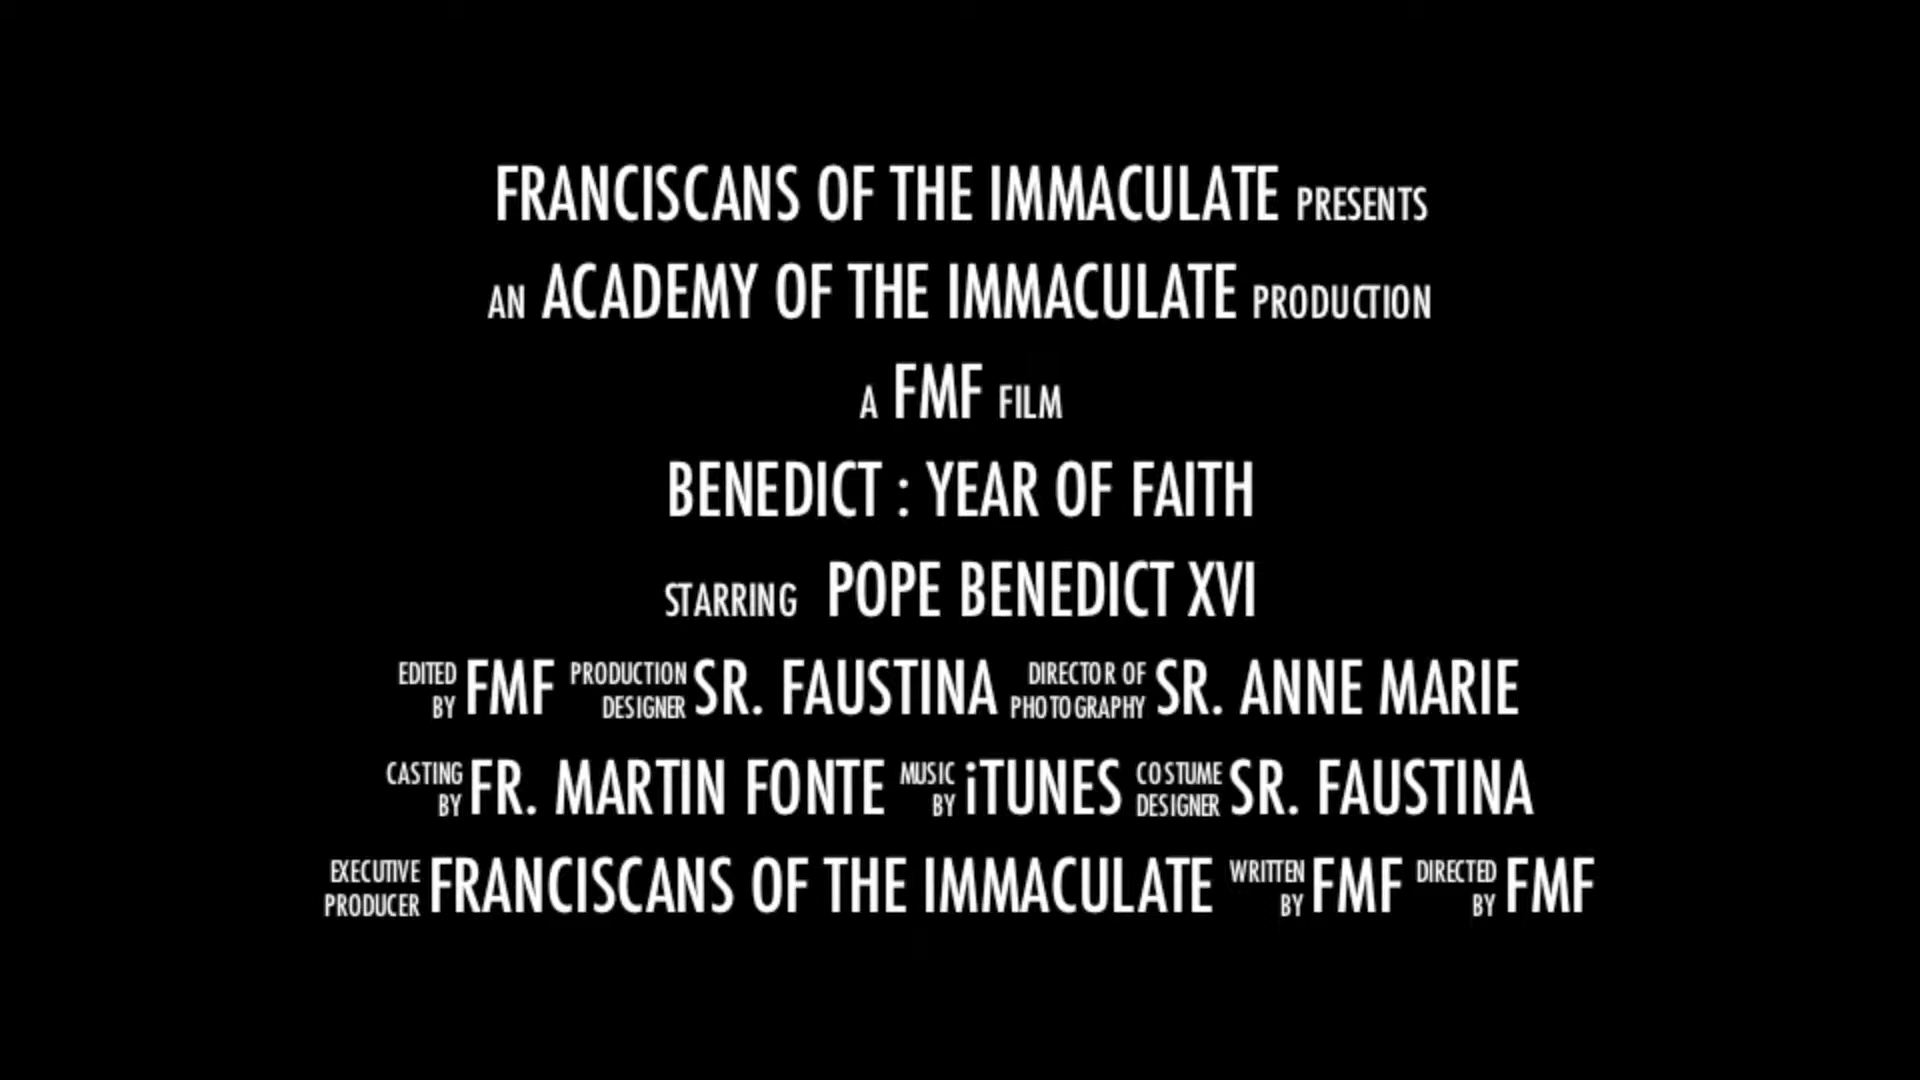 FRANCISCANS OF THE IMMACULATE PRESENTS
AN ACADEMY OF THE IMMACULATE PRODUCTION
A FMF FILM
BENEDICT : YEAR OF FAITH
STARRING POPE BENEDICT XVI
EDITED BY FMF PRODUCTION DESIGNER SR. FAUSTINA DIRECTOR OF PHOTOGRAPHY SR. ANNE MARIE
CASTING BY FR. MARTIN FONTE MUSIC BY iTUNES COSTUME DESIGNER SR. FAUSTINA
EXECUTIVE PRODUCER FRANCISCANS OF THE IMMACULATE WRITTEN BY FMF DIRECTED BY FMF